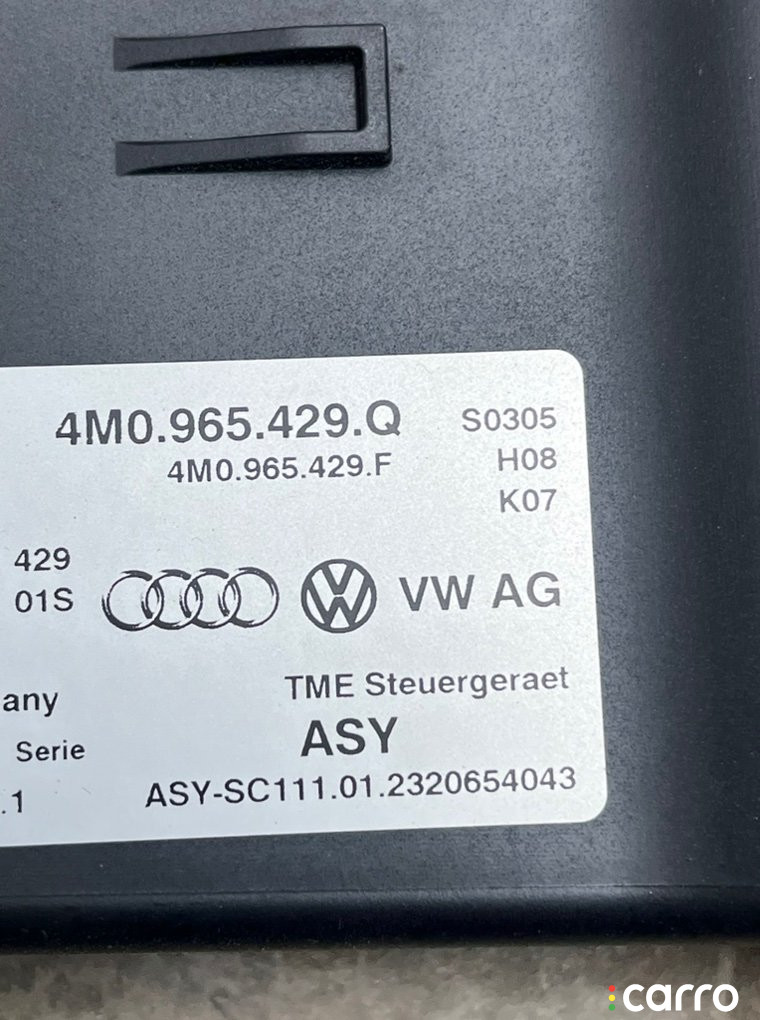 4M0.965.429.Q S0305
4M0.965.429.F H08
K07
429
01S VW AG
any TME Steuergeraet
Serie ASY
.1 ASY-SC111.01.2320654043
carro